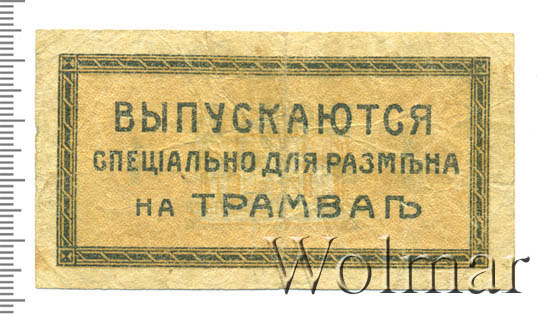 ВЫПУСКАЮТСЯ
СПЕЦІАЛЬНО ДЛЯ РАЗМѢНА
НА ТРАМВАѢ
Wolmar